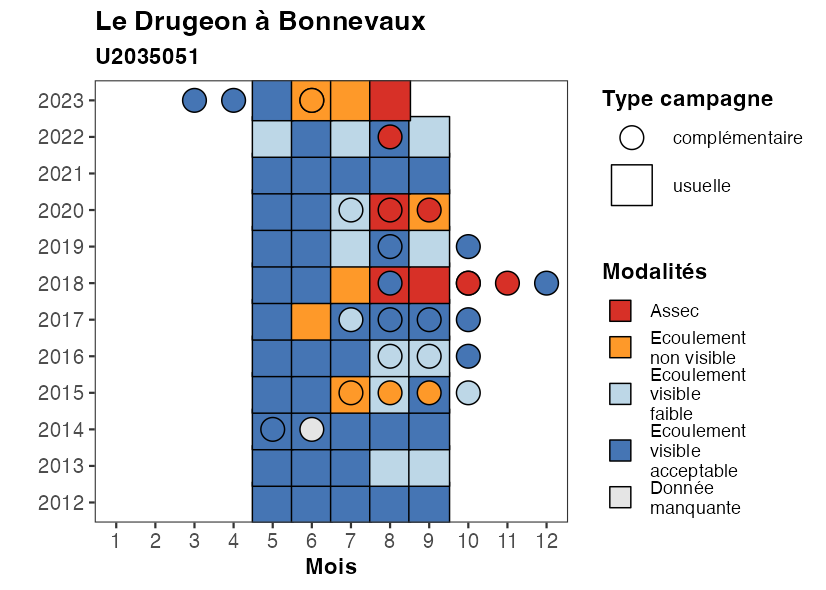 Le Drugeon à Bonnevaux
U2035051
2023
2022
2021
2020
2019
2018
2017
2016
2015
2014
2013
2012
1 2 3 4 5 6 7 8 9 10 11 12
Mois
Type campagne
complémentaire
usuelle
Modalités
Assec
Ecoulement
non visible
Ecoulement
visible
faible
Ecoulement
visible
acceptable
Donnée
manquante